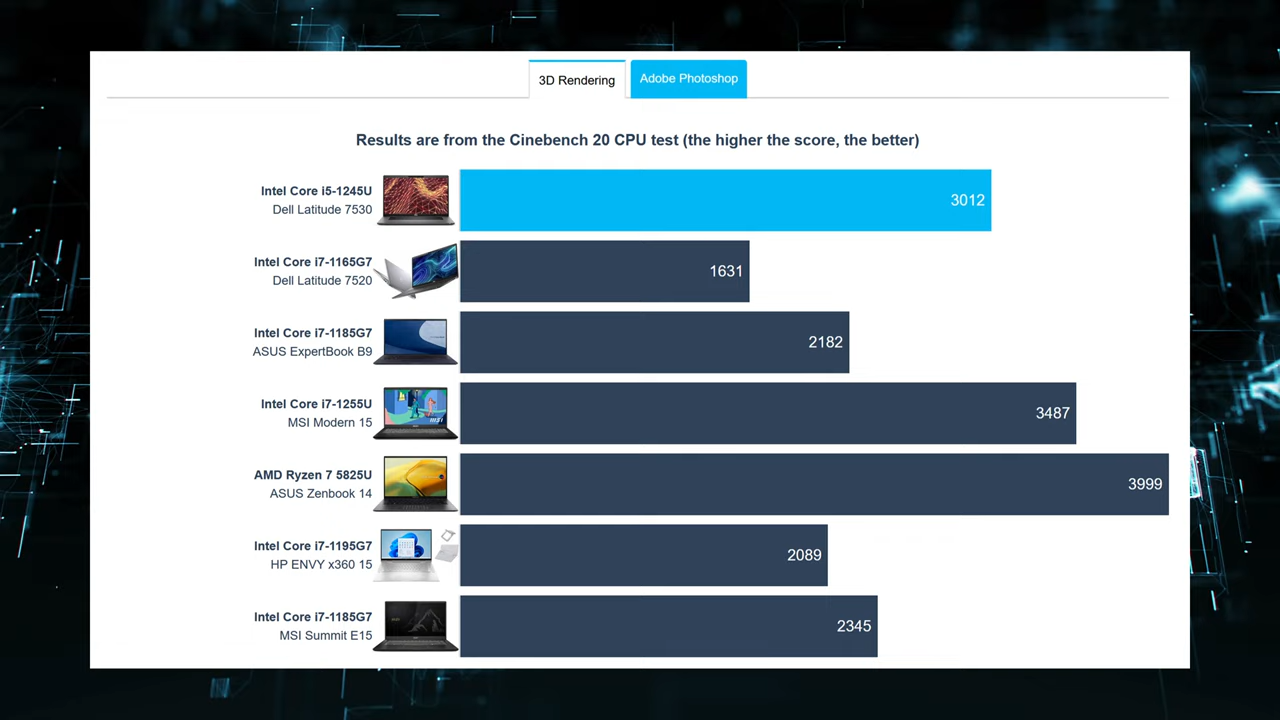 3D Rendering
Adobe Photoshop
Results are from the Cinebench 20 CPU test (the higher the score, the better)
Intel Core i5-1245U
Dell Latitude 7530
3012
Intel Core i7-1165G7
Dell Latitude 7520
1631
Intel Core i7-1185G7
ASUS ExpertBook B9
2182
Intel Core i7-1255U
MSI Modern 15
3487
AMD Ryzen 7 5825U
ASUS Zenbook 14
3999
Intel Core i7-1195G7
HP ENVY x360 15
2089
Intel Core i7-1185G7
MSI Summit E15
2345